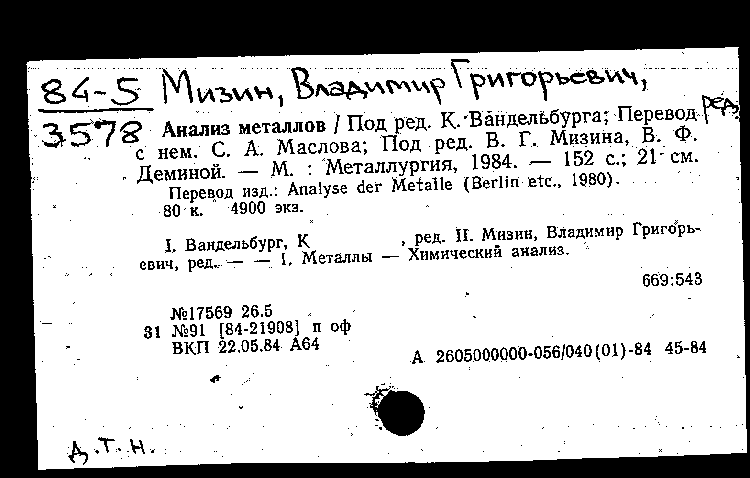 84-5 Мизин, Владимир Григорьевич,
3578 ред.
Анализ металлов / Под ред. К. Вандельбурга; Перевод
с нем. С. А. Маслова; Под ред. В. Г. Мизина, В. Ф.
Деминой. — М. : Металлургия, 1984. — 152 с.; 21 см.
Перевод изд.: Analyse der Metalle (Berlin etc., 1980).
80 к. 4900 экз.
I. Вандельбург, К , ред. II. Мизин, Владимир Григорь-
евич, ред. — — 1. Металлы — Химический анализ.
669:543
№17569 26.5
31 №91 [84-21908] п оф
ВКП 22.05.84 А64
А 2605000000-056/040(01)-84 45-84
д.т.н.